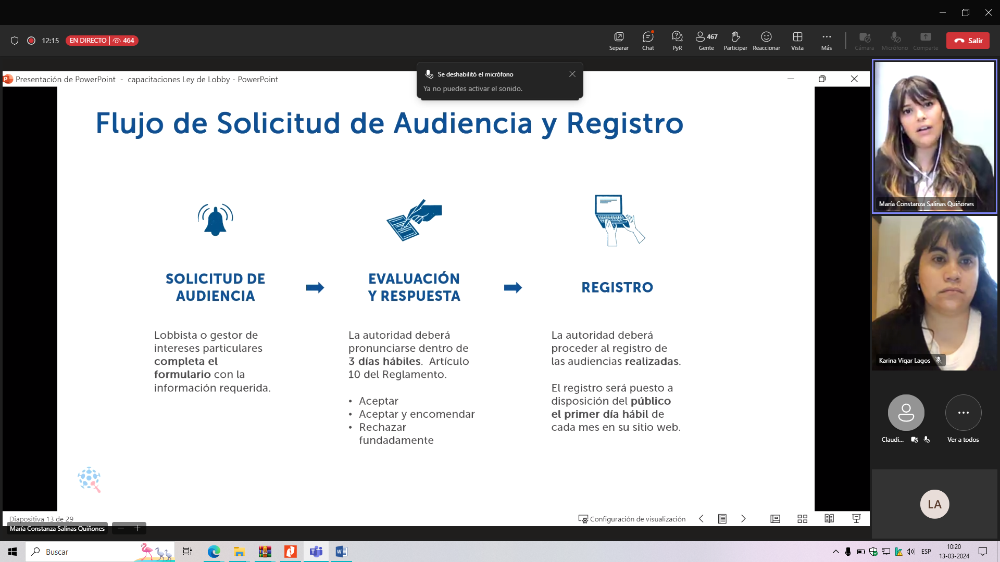 12:15
EN DIRECTO 464
Separar
Chat
PyR
467
Gente
Participar
Reaccionar
Vista
Más
Cámara
Micrófono
Comparte
Salir
Se deshabilitó el micrófono
Ya no puedes activar el sonido.
Presentación de PowerPoint - capacitaciones Ley de Lobby - PowerPoint
Flujo de Solicitud de Audiencia y Registro
SOLICITUD DE
AUDIENCIA
Lobbista o gestor de
intereses particulares
completa el
formulario con la
información requerida.
EVALUACIÓN
Y RESPUESTA
La autoridad deberá
pronunciarse dentro de
3 días hábiles. Artículo
10 del Reglamento.
• Aceptar
• Aceptar y encomendar
• Rechazar
fundadamente
REGISTRO
La autoridad deberá
proceder al registro de
las audiencias realizadas.
El registro será puesto a
disposición del público
el primer día hábil de
cada mes en su sitio web.
María Constanza Salinas Quiñones
Karina Vigar Lagos
Claudi...
Ver a todos
LA
Diapositiva 13 de 29
Configuración de visualización
María Constanza Salinas Quiñones
Buscar
ESP
10:20
13-03-2024